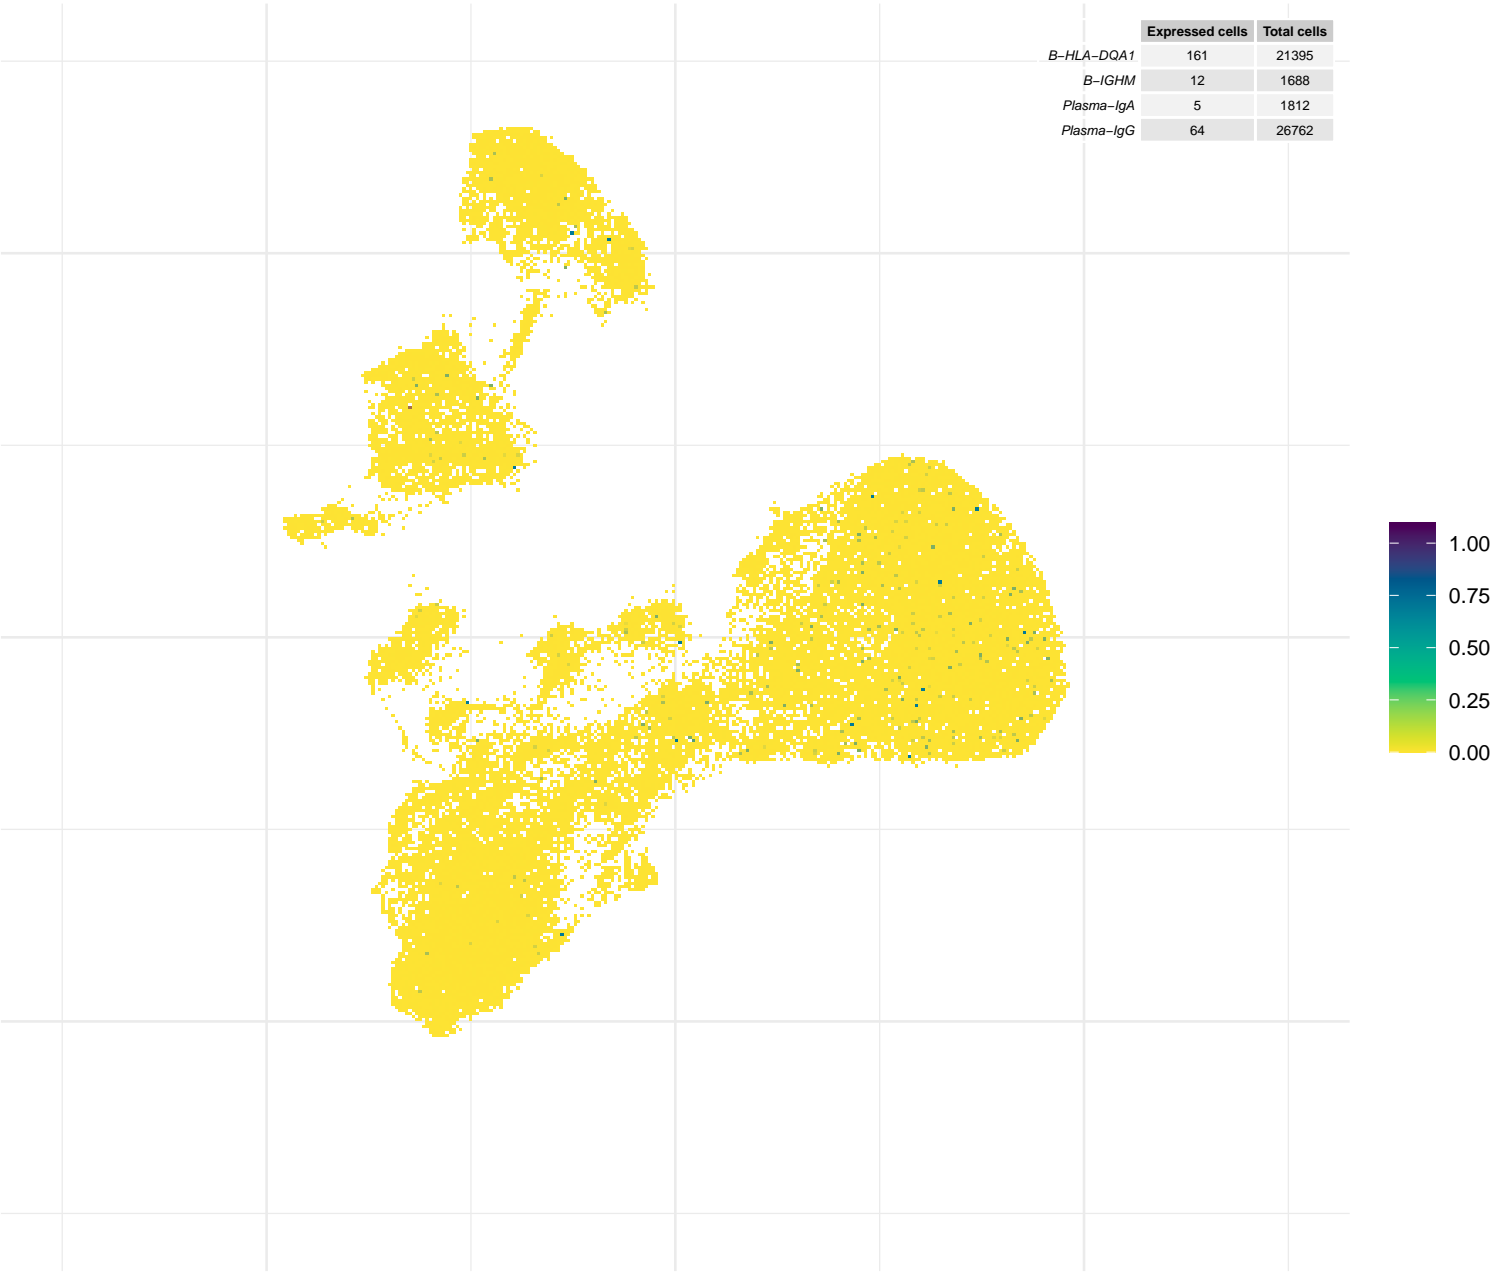 Expressed cells Total cells
B–HLA–DQA1 161 21395
B–IGHM 12 1688
Plasma–IgA 5 1812
Plasma–IgG 64 26762
1.00
0.75
0.50
0.25
0.00